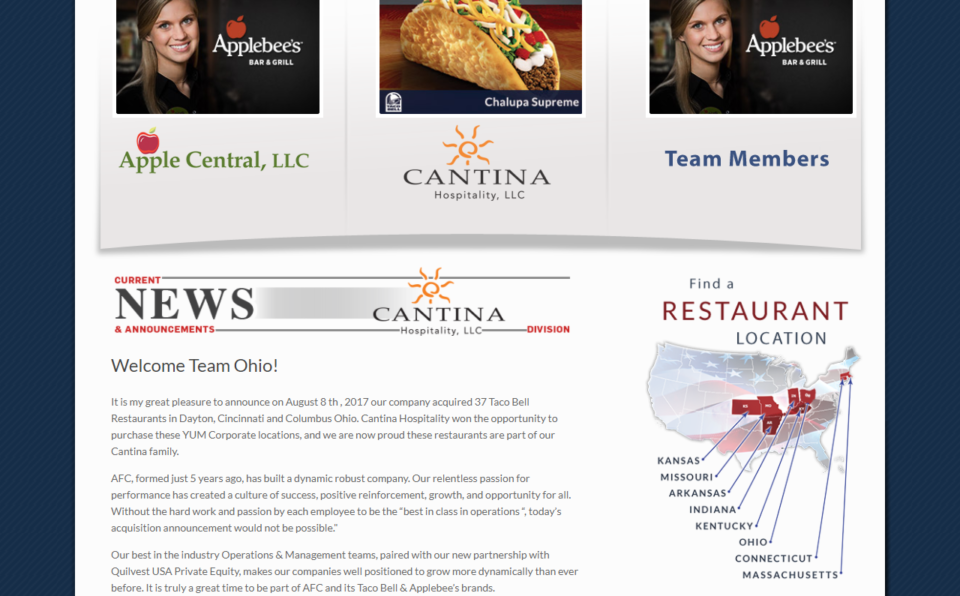 Applebee's
BAR & GRILL
Chalupa Supreme
Applebee's
BAR & GRILL
Apple Central, LLC
CANTINA
Hospitality, LLC
Team Members
CURRENT
NEWS
& ANNOUNCEMENTS
CANTINA
Hospitality, LLC
DIVISION
Find a
RESTAURANT
LOCATION
KANSAS
MISSOURI
ARKANSAS
INDIANA
KENTUCKY
OHIO
CONNECTICUT
MASSACHUSETTS
Welcome Team Ohio!
It is my great pleasure to announce on August 8 th , 2017 our company acquired 37 Taco Bell
Restaurants in Dayton, Cincinnati and Columbus Ohio. Cantina Hospitality won the opportunity to
purchase these YUM Corporate locations, and we are now proud these restaurants are part of our
Cantina family.
AFC, formed just 5 years ago, has built a dynamic robust company. Our relentless passion for
performance has created a culture of success, positive reinforcement, growth, and opportunity for all.
Without the hard work and passion by each employee to be the “best in class in operations “, today’s
acquisition announcement would not be possible.”
Our best in the industry Operations & Management teams, paired with our new partnership with
Quilvest USA Private Equity, makes our companies well positioned to grow more dynamically than ever
before. It is truly a great time to be part of AFC and its Taco Bell & Applebee’s brands.